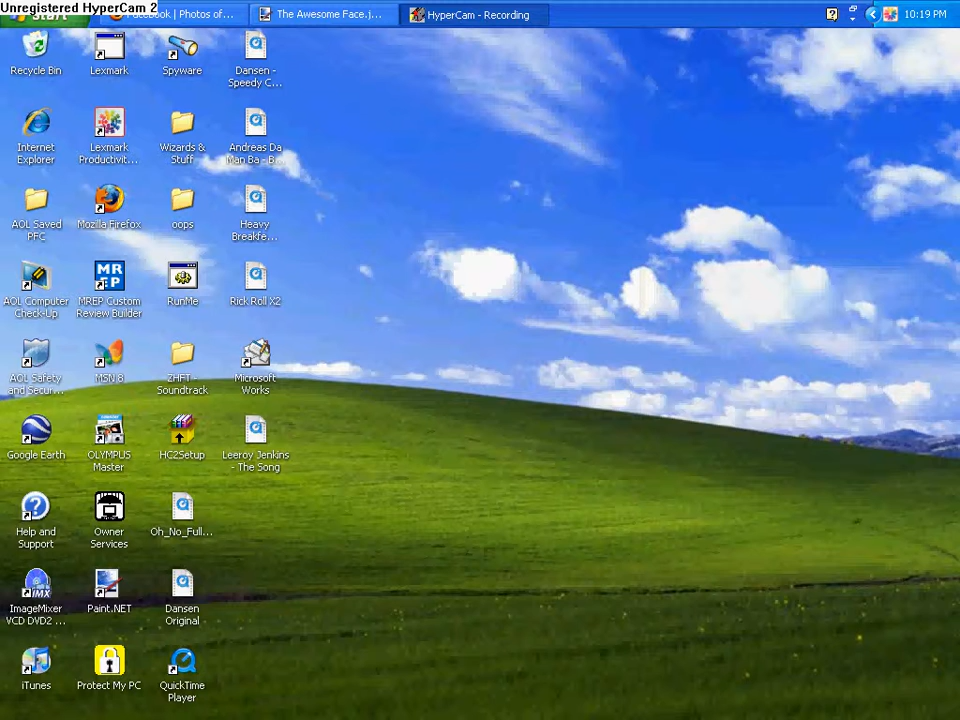 Unregistered HyperCam 2
start
Facebook | Photos of...
The Awesome Face.j...
HyperCam - Recording
10:19 PM
Recycle Bin
Lexmark
Spyware
Dansen -
Speedy C...
Internet
Explorer
Lexmark
Productivit...
Wizards &
Stuff
Andreas Da
Man Ba - B...
AOL Saved
PFC
Mozilla Firefox
oops
Heavy
Breakfe...
AOL Computer
Check-Up
MREP
MREP Custom
Review Builder
RunMe
Rick Roll X2
AOL Safety
and Secur...
MSN 8
ZHFT -
Soundtrack
Microsoft
Works
Google Earth
OLYMPUS
Master
HC2Setup
Leeroy Jenkins
- The Song
Help and
Support
Owner
Services
Oh_No_Full...
IMX
ImageMixer
VCD DVD2 ...
Paint.NET
Dansen
Original
iTunes
Protect My PC
QuickTime
Player